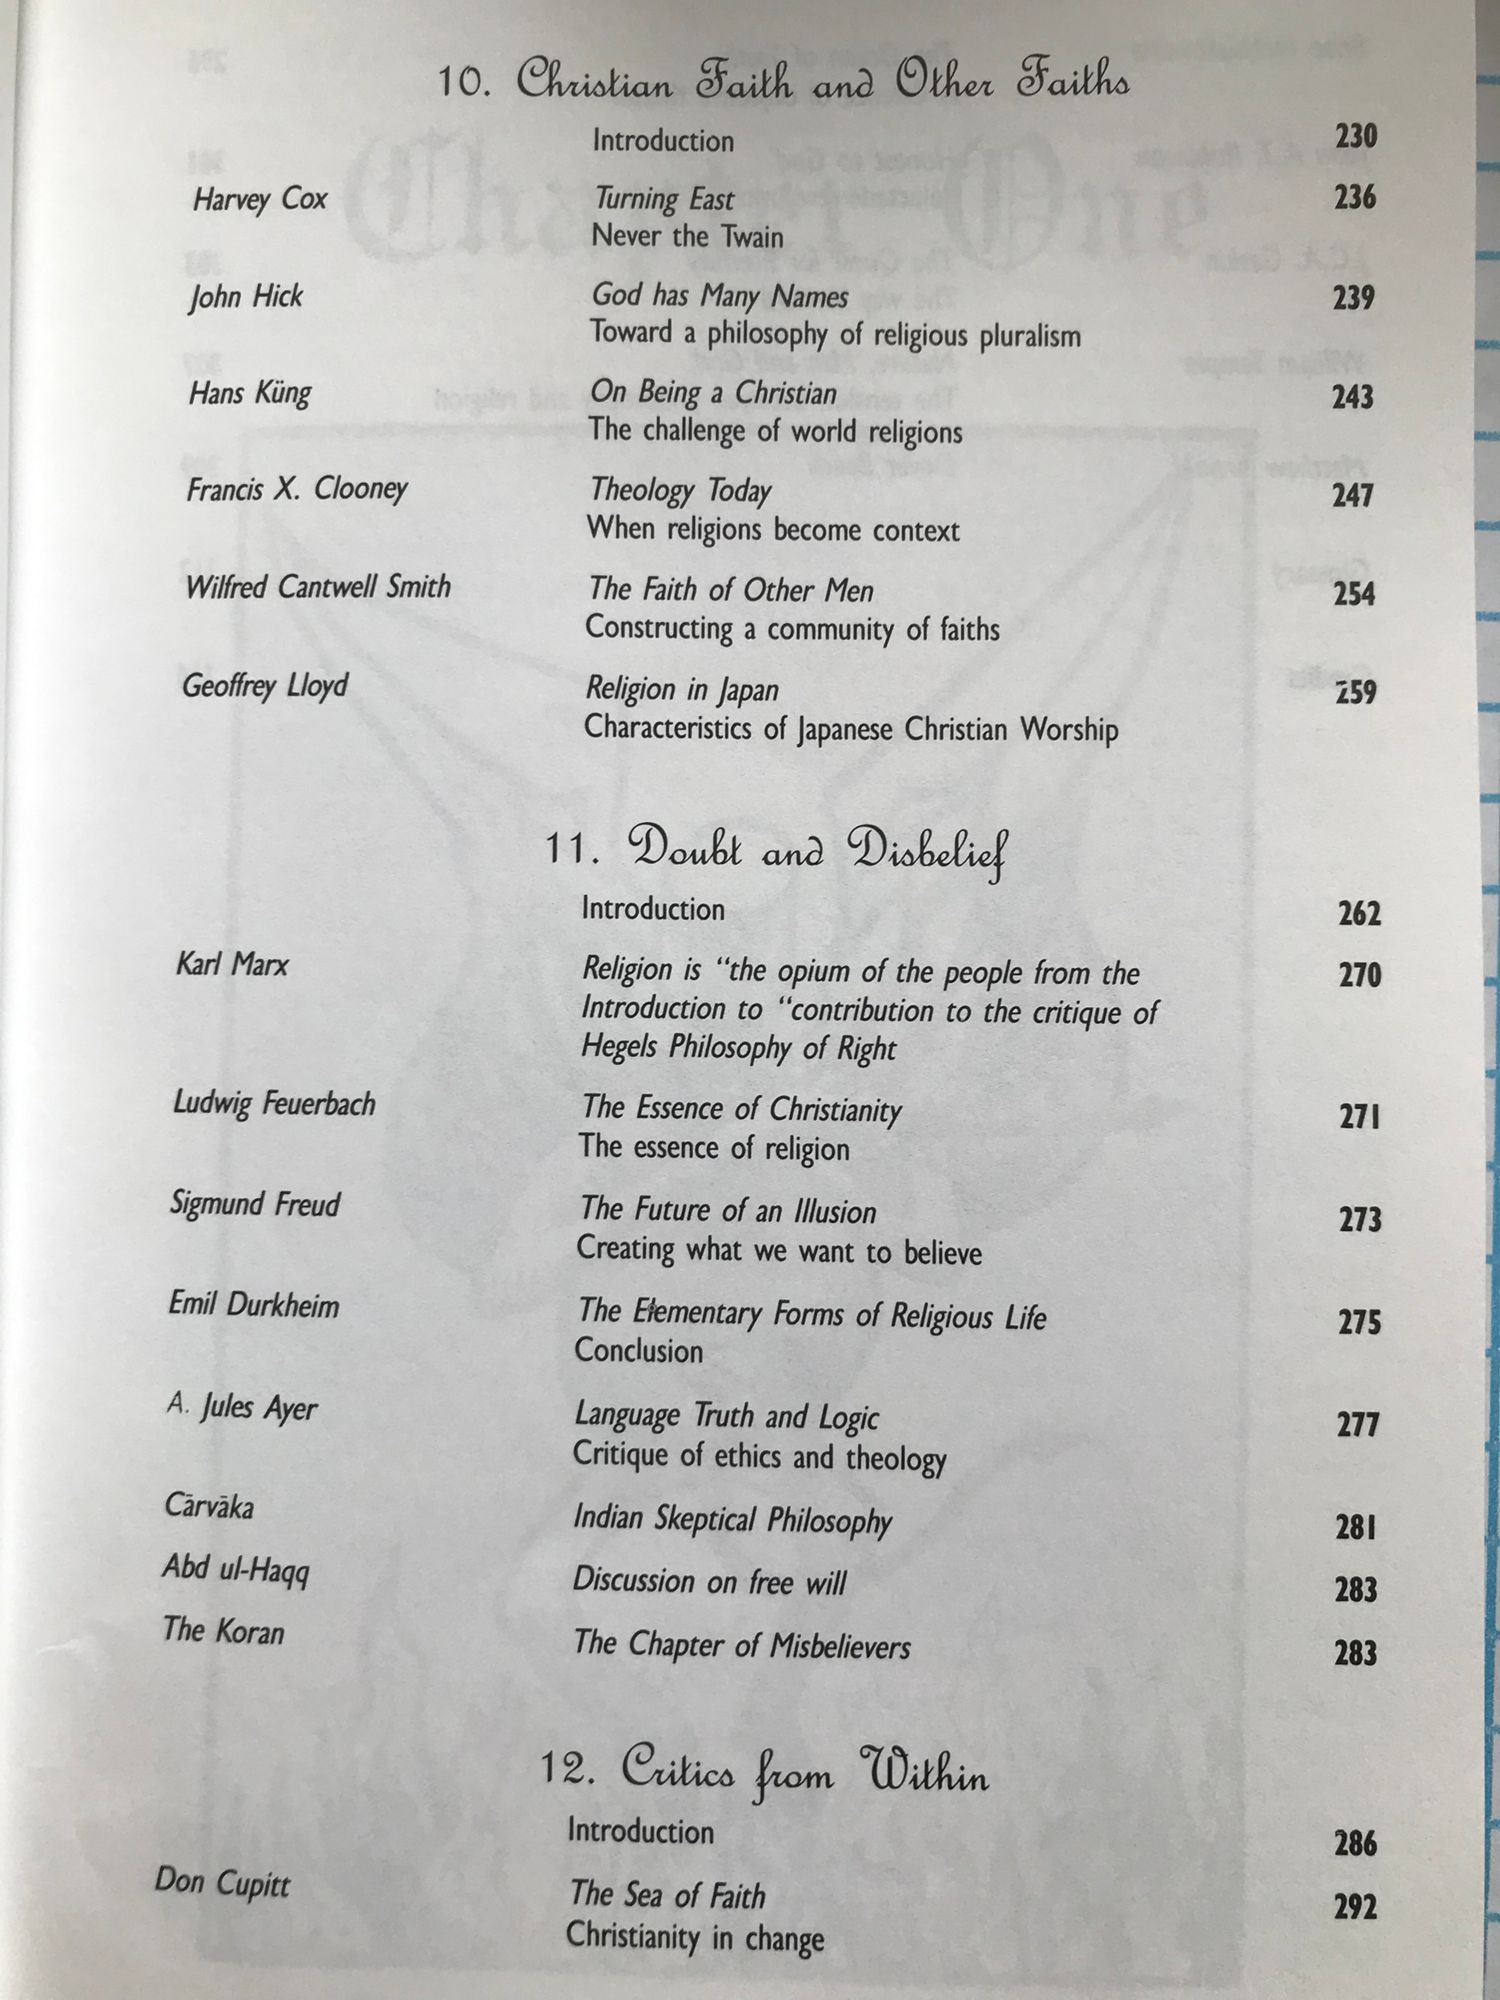 10. Christian Faith and Other Faiths
Introduction 230
Harvey Cox Turning East 236
Never the Twain
John Hick God has Many Names 239
Toward a philosophy of religious pluralism
Hans Küng On Being a Christian 243
The challenge of world religions
Francis X. Clooney Theology Today 247
When religions become context
Wilfred Cantwell Smith The Faith of Other Men 254
Constructing a community of faiths
Geoffrey Lloyd Religion in Japan 259
Characteristics of Japanese Christian Worship
11. Doubt and Disbelief
Introduction 262
Karl Marx Religion is “the opium of the people from the 270
Introduction to “contribution to the critique of
Hegels Philosophy of Right
Ludwig Feuerbach The Essence of Christianity 271
The essence of religion
Sigmund Freud The Future of an Illusion 273
Creating what we want to believe
Emil Durkheim The Elementary Forms of Religious Life 275
Conclusion
A. Jules Ayer Language Truth and Logic 277
Critique of ethics and theology
Cārvāka Indian Skeptical Philosophy 281
Abd ul-Haqq Discussion on free will 283
The Koran The Chapter of Misbelievers 283
12. Critics from Within
Introduction 286
Don Cupitt The Sea of Faith 292
Christianity in change